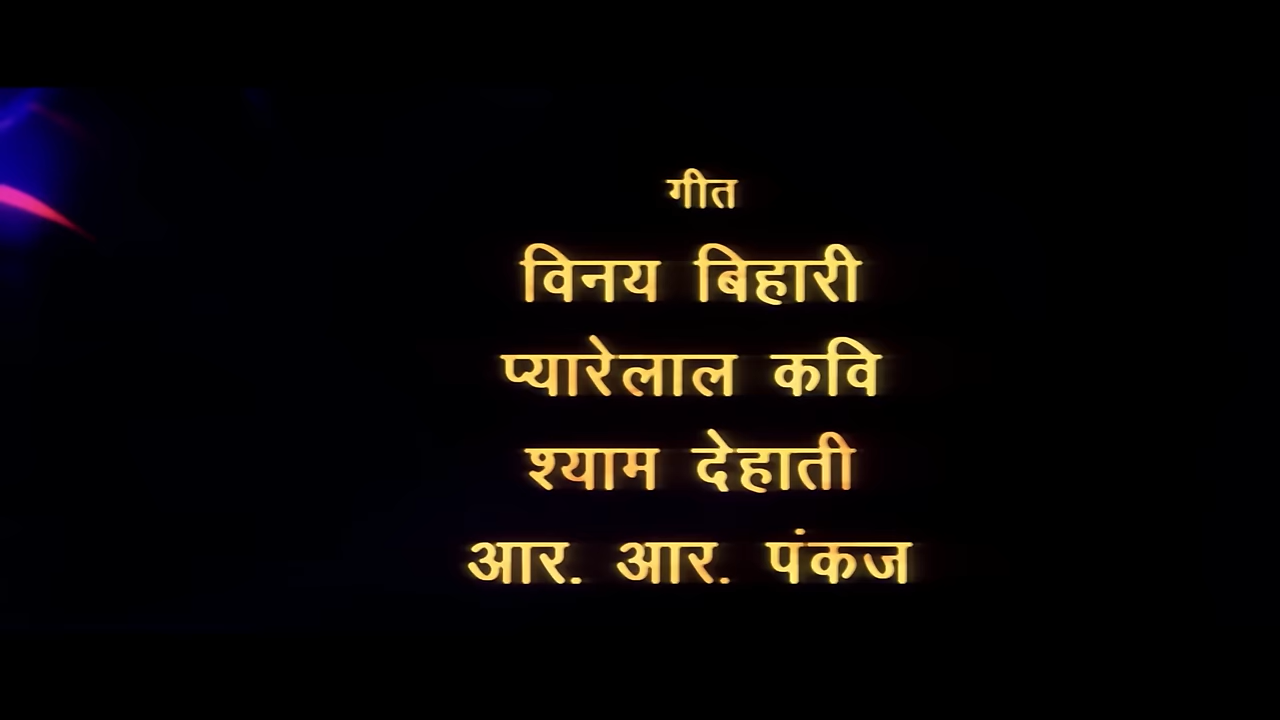 गीत
विनय बिहारी
प्यारेलाल कवि
श्याम देहाती
आर. आर. पंकज